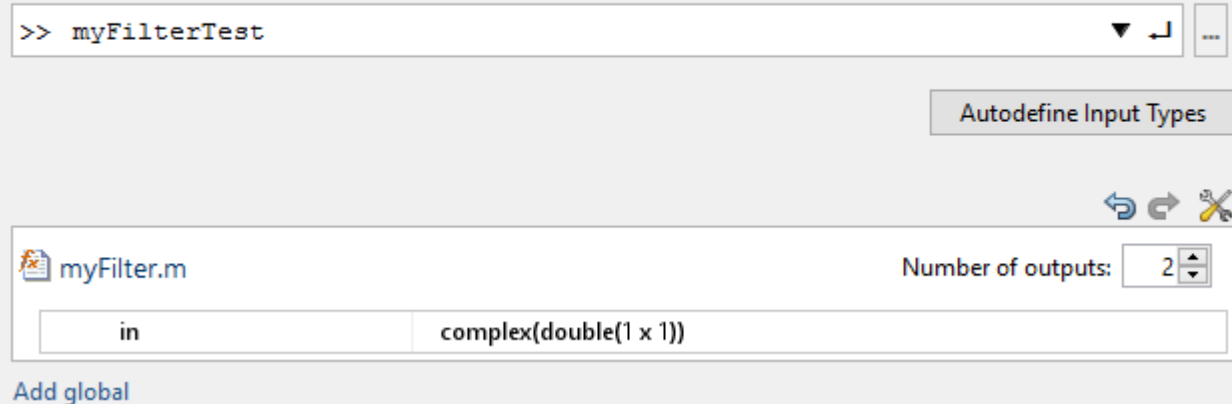 >> myFilterTest
...
Autodefine Input Types
myFilter.m
Number of outputs: 2
in complex(double(1 x 1))
Add global